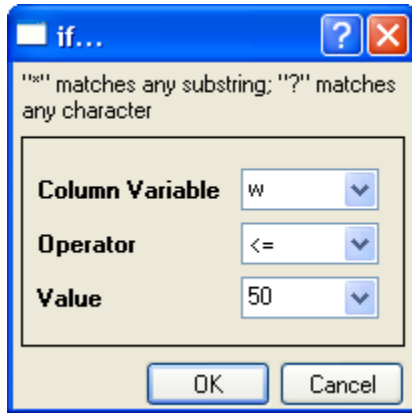 if...
"*" matches any substring; "?" matches
any character
Column Variable w
Operator <=
Value 50
OK Cancel